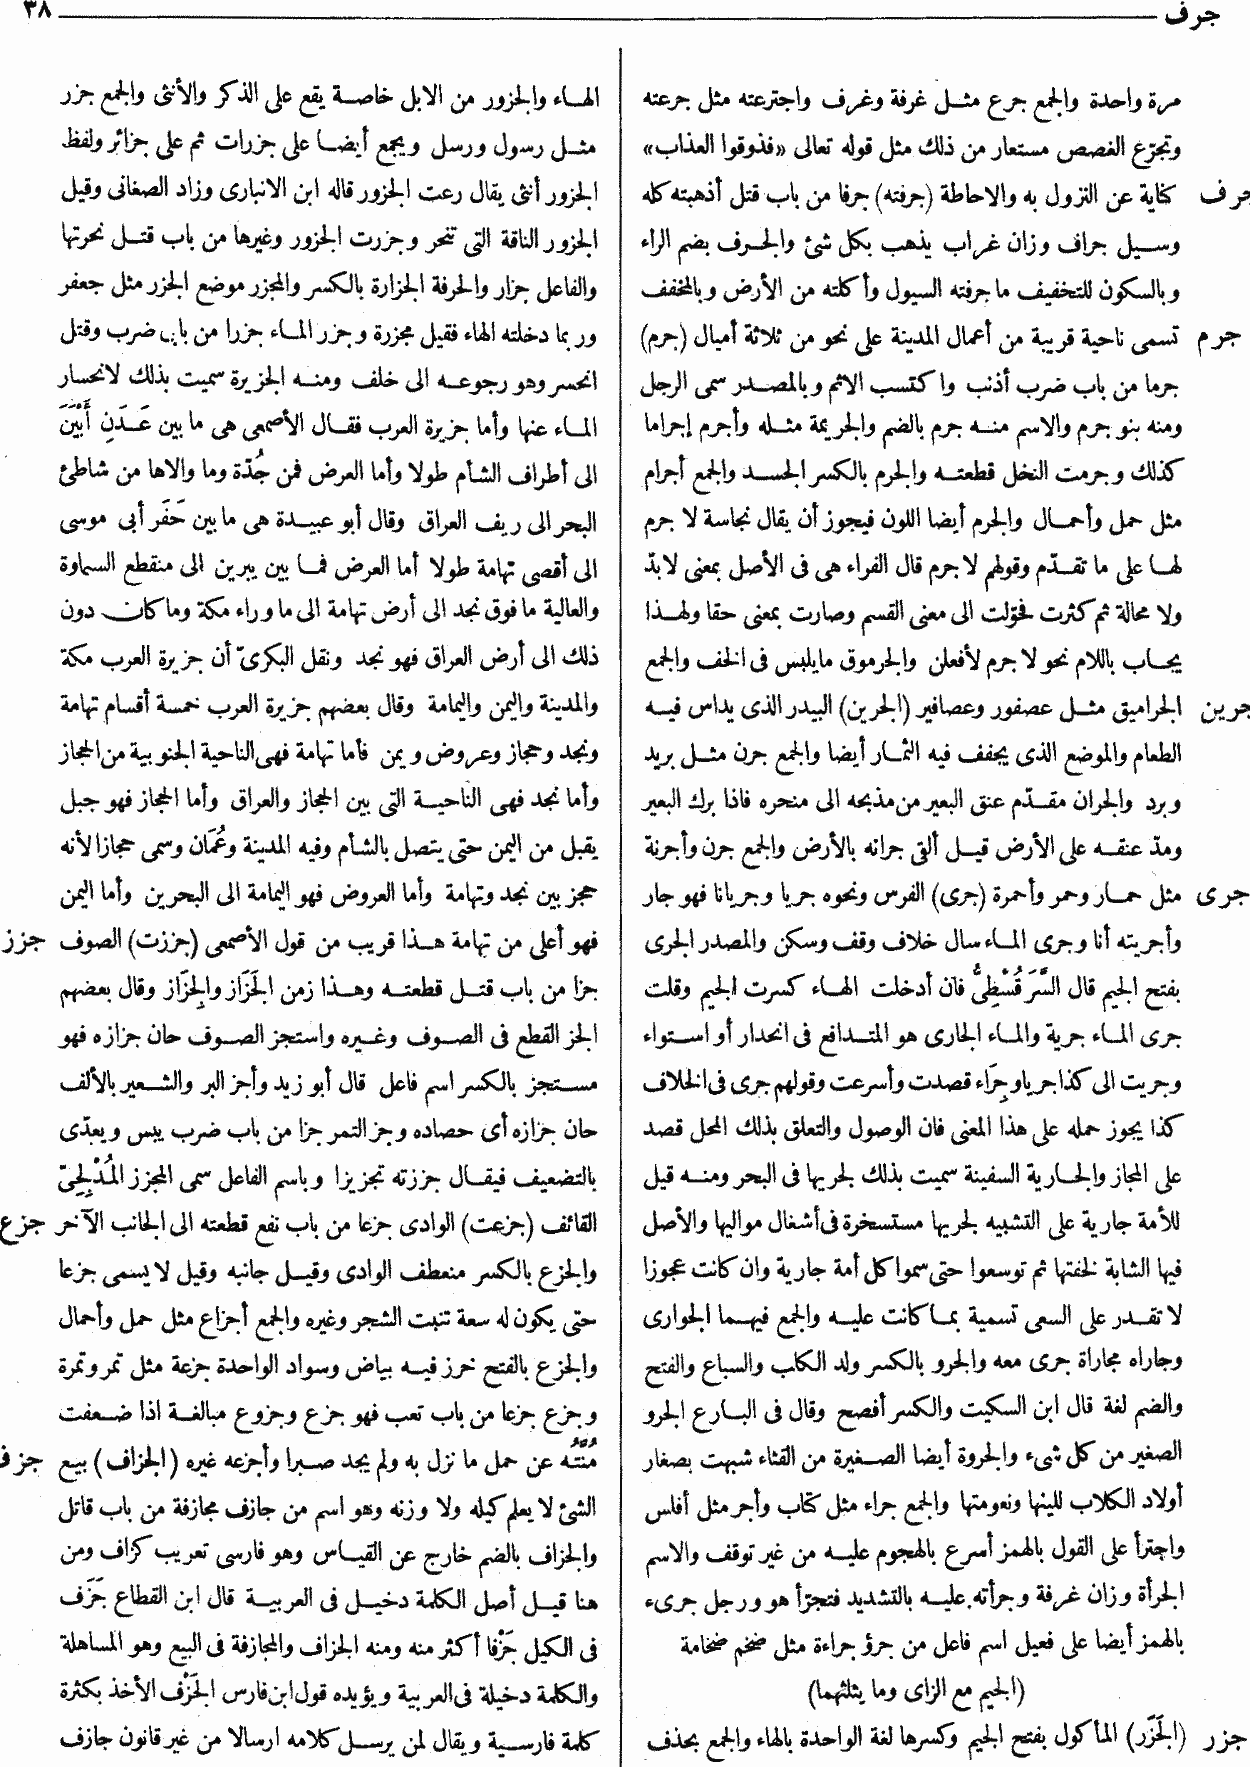 جرف ٣٨
مرة واحدة والجمع جرع مثل غرفة وغرف واجترعته مثل جرعته
وتجرّع الغصص مستعار من ذلك مثل قوله تعالى «فذوقوا العذاب»
جرف كناية عن النزول به والاحاطة (جرفته) جرفا من باب قتل أذهبته كله
وسيل جراف وزان غراب يذهب بكل شئ والجرف بضم الراء
وبالسكون للتخفيف ما جرفته السيول وأكلته من الأرض وبالمخفف
جرم تسمى ناحية قريبة من أعمال المدينة على نحو من ثلاثة أميال (جرم)
جرما من باب ضرب أذنب واكتسب الاثم وبالمصدر سمى الرجل
ومنه بنو جرم والاسم منه جرم بالضم والجريمة مثله وأجرم إجراما
كذلك وجرمت النخل قطعته والجرم بالكسر الجسد والجمع أجرام
مثل حمل وأحمال والجرم أيضا اللون فيجوز أن يقال نجاسة لا جرم
لها على ما تقدّم وقولهم لا جرم قال الفراء هى فى الأصل بمعنى لابدّ
ولا محالة ثم كثرت فحوّلت الى معنى القسم وصارت بمعنى حقا ولهذا
يجاب باللام نحو لا جرم لأفعلن والجرموق ما يلبس فى الخف والجمع
جرين الجراميق مثل عصفور وعصافير (الجرين) البيدر الذى يداس فيه
الطعام والموضع الذى يجفف فيه الثمار أيضا والجمع جرن مثل بريد
وبرد والجران مقدّم عنق البعير من مذبحه الى منحره فاذا برك البعير
ومدّ عنقه على الأرض قيل ألقى جرانه بالأرض والجمع جرن وأجرنة
جرى مثل حمار وحمر وأحمرة (جرى) الفرس ونحوه جريا وجريانا فهو جار
وأجريته أنا وجرى الماء سال خلاف وقف وسكن والمصدر الجرى
بفتح الجيم قال السَّرَقُسْطِىُّ فان أدخلت الهاء كسرت الجيم وقلت
جرى الماء جرية والماء الجارى هو المتدافع فى انحدار أو استواء
وجريت الى كذا جريا وجِرَاء قصدت وأسرعت وقولهم جرى فى الخلاف
كذا يجوز حمله على هذا المعنى فان الوصول والتعلق بذلك المحل قصد
على المجاز والجارية السفينة سميت بذلك لجريها فى البحر ومنه قيل
للأمة جارية على التشبيه لجريها مستسخرة فى أشغال مواليها والأصل
فيها الشابة لخفتها ثم توسعوا حتى سموا كل أمة جارية وان كانت عجوزا
لا تقدر على السعى تسمية بما كانت عليه والجمع فيهما الجوارى
وجاراه مجاراة جرى معه والجرو بالكسر ولد الكلب والسباع والفتح
والضم لغة قال ابن السكيت والكسر أفصح وقال فى البارع الجرو
الصغير من كل شىء والجروة أيضا الصغيرة من القثاء شبهت بصغار
أولاد الكلاب للينها ونعومتها والجمع جراء مثل كتاب وأجر مثل أفلس
واجترأ على القول بالهمز أسرع بالهجوم عليه من غير توقف والاسم
الجرأة وزان غرفة وجرأته عليه بالتشديد فتجرّأ هو ورجل جرىء
بالهمز أيضا على فعيل اسم فاعل من جرؤ جراءة مثل ضخم ضخامة
(الجيم مع الزاى وما يثلثهما)
جزر (الجَزَر) المأكول بفتح الجيم وكسرها لغة الواحدة بالهاء والجمع بحذف
الهاء والجزور من الابل خاصة يقع على الذكر والأنثى والجمع جزر
مثل رسول ورسل ويجمع أيضا على جزرات ثم على جزائر ولفظ
الجزور أنثى يقال رعت الجزور قاله ابن الانبارى وزاد الصغانى وقيل
الجزور الناقة التى تنحر وجزرت الجزور وغيرها من باب قتل نحرتها
والفاعل جزار والحرفة الجزارة بالكسر والمجزر موضع الجزر مثل جعفر
وربما دخلته الهاء فقيل مجزرة وجزر الماء جزرا من بابى ضرب وقتل
انحسر وهو رجوعه الى خلف ومنه الجزيرة سميت بذلك لانحسار
الماء عنها وأما جزيرة العرب فقال الأصمعى هى ما بين عَدَنِ أَبْيَنَ
الى أطراف الشأم طولا وأما العرض فمن جُدّة وما والاها من شاطئ
البحر الى ريف العراق وقال أبو عبيدة هى ما بين حَفَر أبى موسى
الى أقصى تهامة طولا أما العرض فما بين يبرين الى منقطع السماوة
والعالية ما فوق نجد الى أرض تهامة الى ما وراء مكة وما كان دون
ذلك الى أرض العراق فهو نجد ونقل البكرىّ أن جزيرة العرب مكة
والمدينة واليمن واليمامة وقال بعضهم جزيرة العرب خمسة أقسام تهامة
ونجد وحجاز وعروض ويمن فأما تهامة فهى الناحية الجنوبية من الحجاز
وأما نجد فهى الناحية التى بين الحجاز والعراق وأما الحجاز فهو جبل
يقبل من اليمن حتى يتصل بالشأم وفيه المدينة وعُمَان وسمى حجازا لأنه
حجز بين نجد وتهامة وأما العروض فهو اليمامة الى البحرين وأما اليمن
فهو أعلى من تهامة هذا قريب من قول الأصمعى (جززت) الصوف جزز
جزا من باب قتل قطعته وهذا زمن الجَزَاز والجِزَاز وقال بعضهم
الجز القطع فى الصوف وغيره واستجز الصوف حان جزازه فهو
مستجز بالكسر اسم فاعل قال أبو زيد وأجز البر والشعير بالألف
حان جزازه أى حصاده وجز التمر جزا من باب ضرب يبس ويعدّى
بالتضعيف فيقال جززته تجزيزا وباسم الفاعل سمى المجزز المُدْلِجِىّ
القائف (جزعت) الوادى جزعا من باب نفع قطعته الى الجانب الآخر جزع
والجزع بالكسر منعطف الوادى وقيل جانبه وقيل لا يسمى جزعا
حتى يكون له سعة تنبت الشجر وغيره والجمع أجزاع مثل حمل وأحمال
والجزع بالفتح خرز فيه بياض وسواد الواحدة جزعة مثل تمر وتمرة
وجزع جزعا من باب تعب فهو جزع وجزوع مبالغة اذا ضعفت
مُنَّتُه عن حمل ما نزل به ولم يجد صبرا وأجزعه غيره (الجزاف) بيع جزف
الشئ لا يعلم كيله ولا وزنه وهو اسم من جازف مجازفة من باب قاتل
والجزاف بالضم خارج عن القياس وهو فارسى تعريب كزاف ومن
هنا قيل أصل الكلمة دخيل فى العربية قال ابن القطاع جَزَف
فى الكيل جَزْفا أكثر منه ومنه الجزاف والمجازفة فى البيع وهو المساهلة
والكلمة دخيلة فى العربية ويؤيده قول ابن فارس الجَزْف الأخذ بكثرة
كلمة فارسية ويقال لمن يرسل كلامه ارسالا من غير قانون جازف